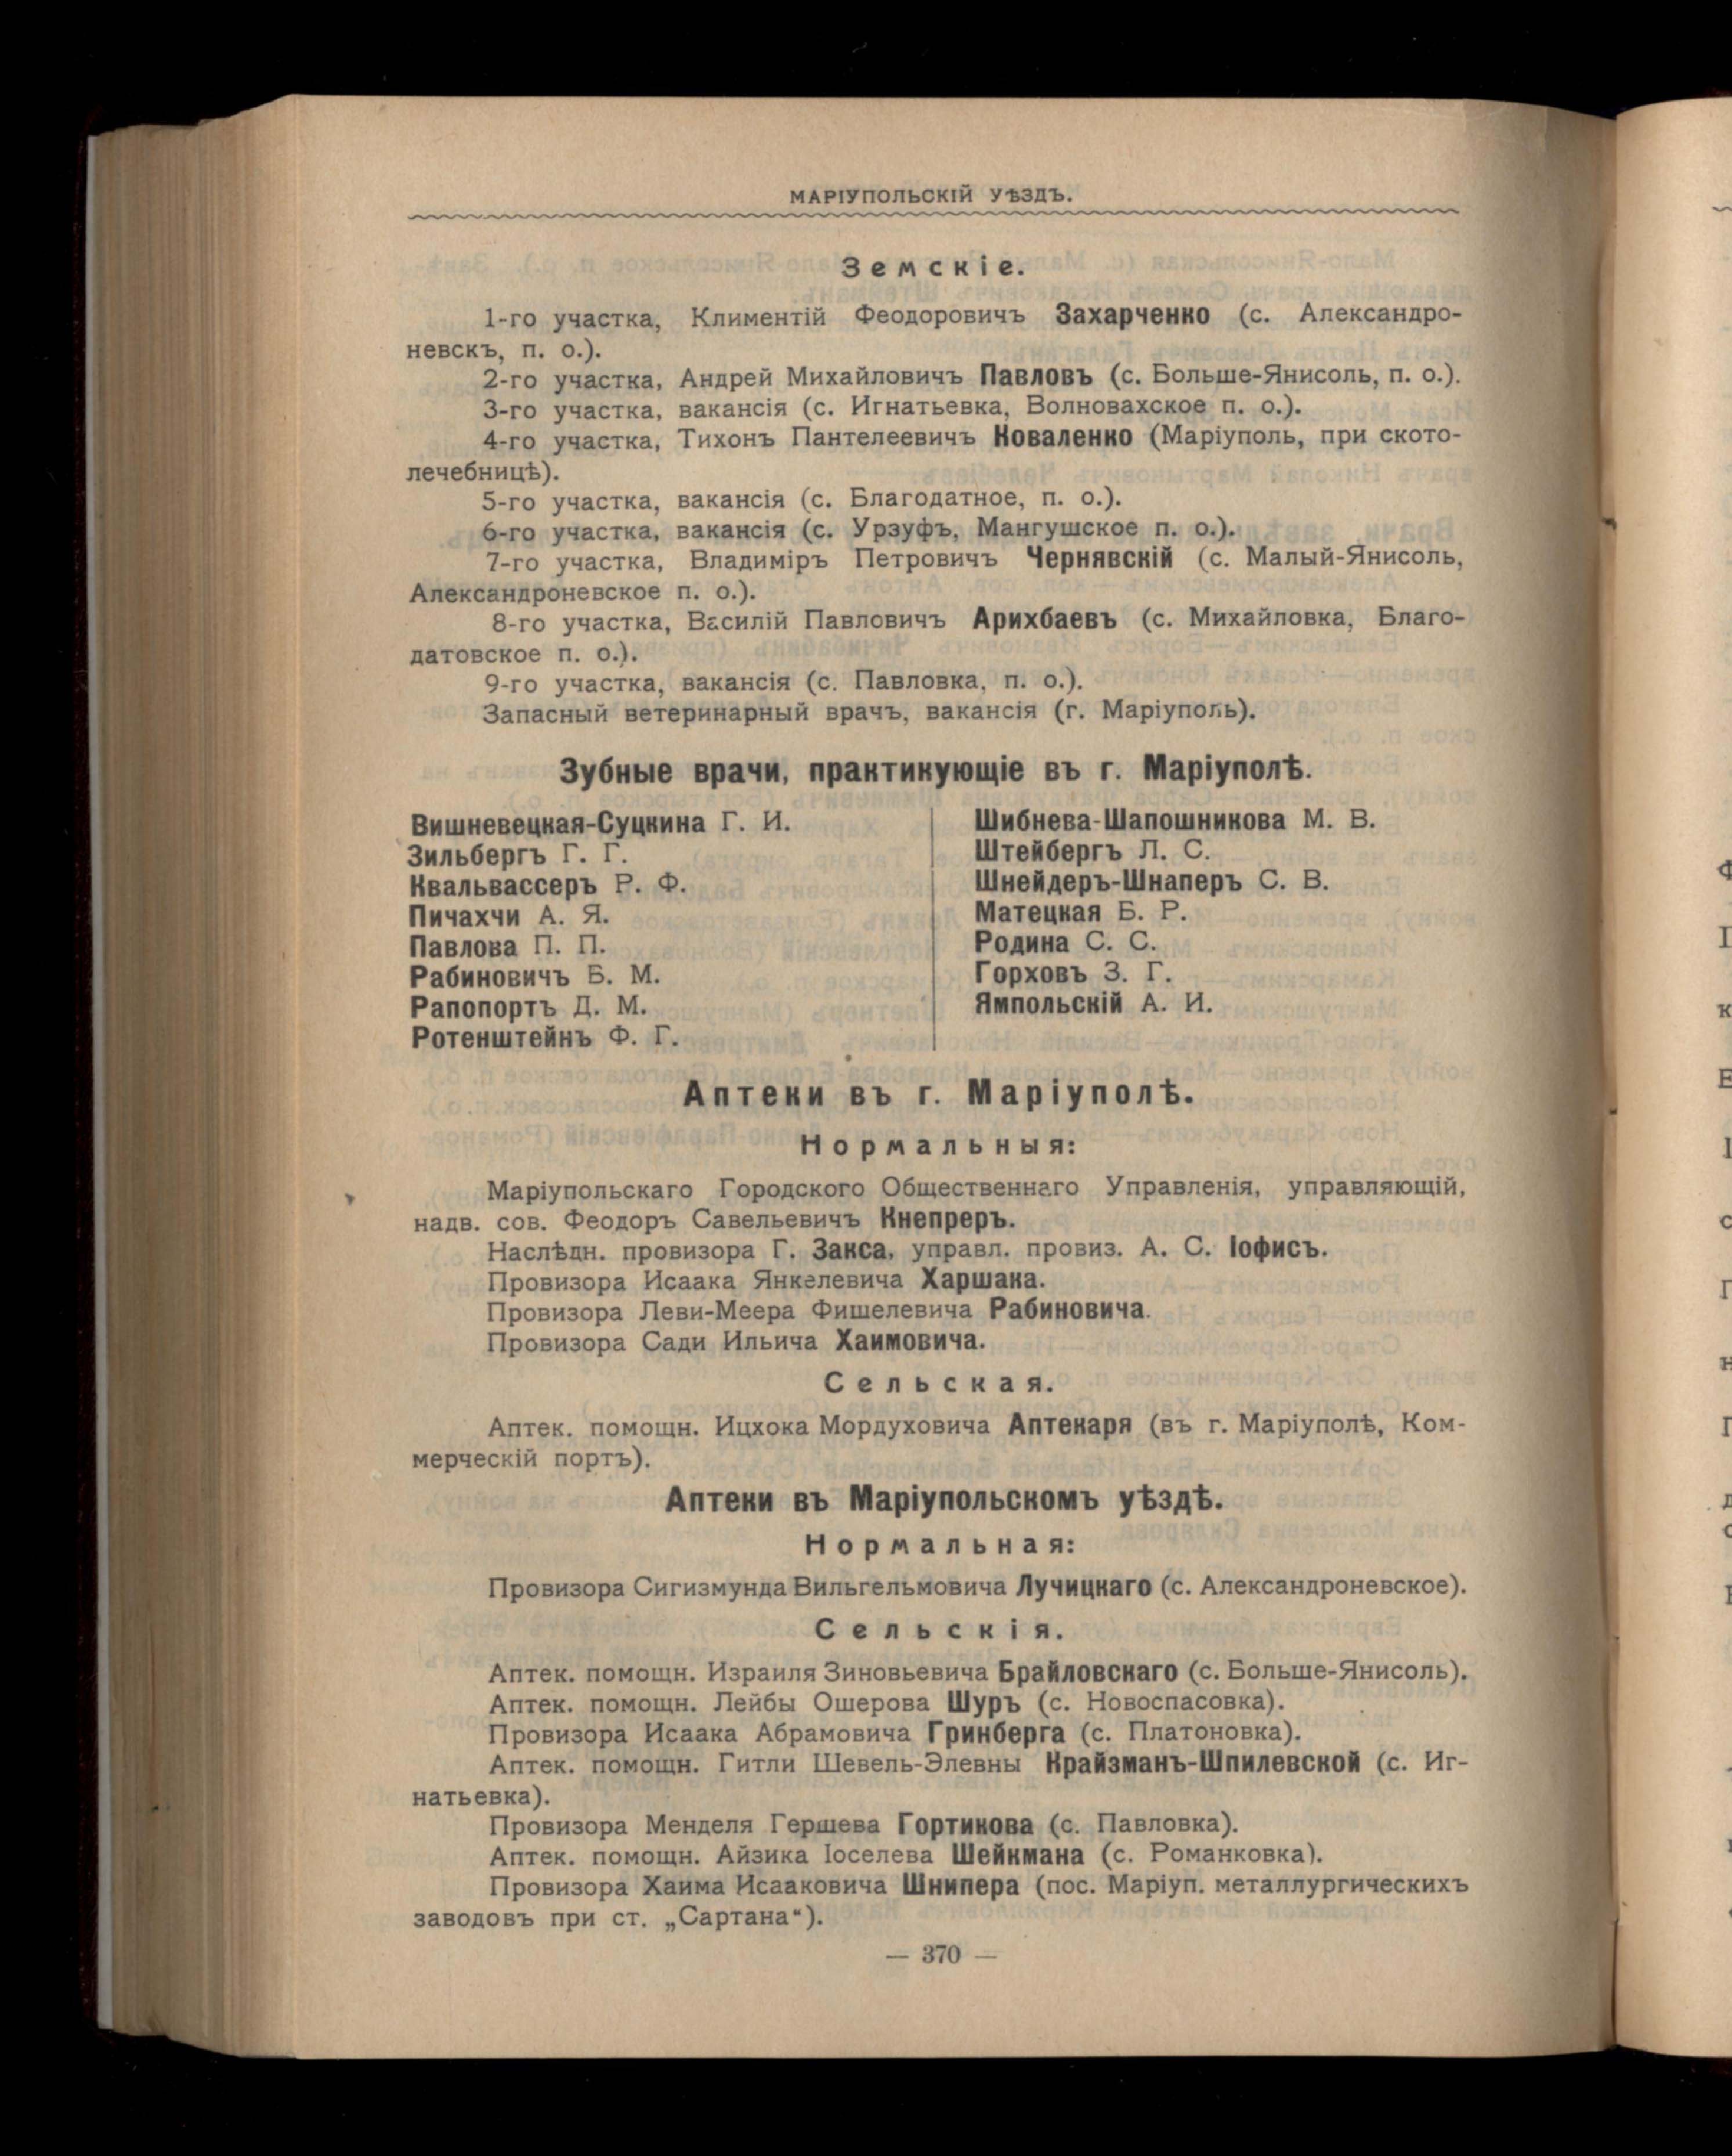 МАРІУПОЛЬСКІЙ УѢЗДЪ.
Земскіе.
1-го участка, Климентій Феодоровичъ Захарченко (с. Александро-
невскъ, п. о.).
2-го участка, Андрей Михайловичъ Павловъ (с. Больше-Янисоль, п. о.).
3-го участка, вакансія (с. Игнатьевка, Волновахское п. о.).
4-го участка, Тихонъ Пантелеевичъ Коваленко (Маріуполь, при ското-
лечебницѣ).
5-го участка, вакансія (с. Благодатное, п. о.).
6-го участка, вакансія (с. Урзуфъ, Мангушское п. о.).
7-го участка, Владиміръ Петровичъ Чернявскій (с. Малый-Янисоль,
Александроневское п. о.).
8-го участка, Василій Павловичъ Арихбаевъ (с. Михайловка, Благо-
датовское п. о.).
9-го участка, вакансія (с. Павловка, п. о.).
Запасный ветеринарный врачъ, вакансія (г. Маріуполь).
Зубные врачи, практикующіе въ г. Маріуполѣ.
Вишневецкая-Суцкина Г. И.
Зильбергъ Г. Г.
Квальвассеръ Р. Ф.
Пичахчи А. Я.
Павлова П. П.
Рабиновичъ Б. М.
Рапопортъ Д. М.
Ротенштейнъ Ф. Г.
Шибнева-Шапошникова М. В.
Штейбергъ Л. С.
Шнейдеръ-Шнаперъ С. В.
Матецкая Б. Р.
Родина С. С.
Горховъ З. Г.
Ямпольскій А. И.
Аптеки въ г. Маріуполѣ.
Нормальныя:
Маріупольскаго Городского Общественнаго Управленія, управляющій,
надв. сов. Феодоръ Савельевичъ Кнепреръ.
Наслѣдн. провизора Г. Закса, управл. провиз. А. С. Іофисъ.
Провизора Исаака Янкелевича Харшака.
Провизора Леви-Меера Фишелевича Рабиновича.
Провизора Сади Ильича Хаимовича.
Сельская.
Аптек. помощн. Ицхока Мордуховича Аптекаря (въ г. Маріуполѣ, Ком-
мерческій портъ).
Аптеки въ Маріупольскомъ уѣздѣ.
Нормальная:
Провизора Сигизмунда Вильгельмовича Лучицкаго (с. Александроневское).
Сельскія.
Аптек. помощн. Израиля Зиновьевича Брайловскаго (с. Больше-Янисоль).
Аптек. помощн. Лейбы Ошерова Шуръ (с. Новоспасовка).
Провизора Исаака Абрамовича Гринберга (с. Платоновка).
Аптек. помощн. Гитли Шевель-Элевны Крайзманъ-Шпилевской (с. Иг-
натьевка).
Провизора Менделя Гершева Гортикова (с. Павловка).
Аптек. помощн. Айзика Іоселева Шейкмана (с. Романковка).
Провизора Хаима Исааковича Шнипера (пос. Маріуп. металлургическихъ
заводовъ при ст. „Сартана“).
— 370 —